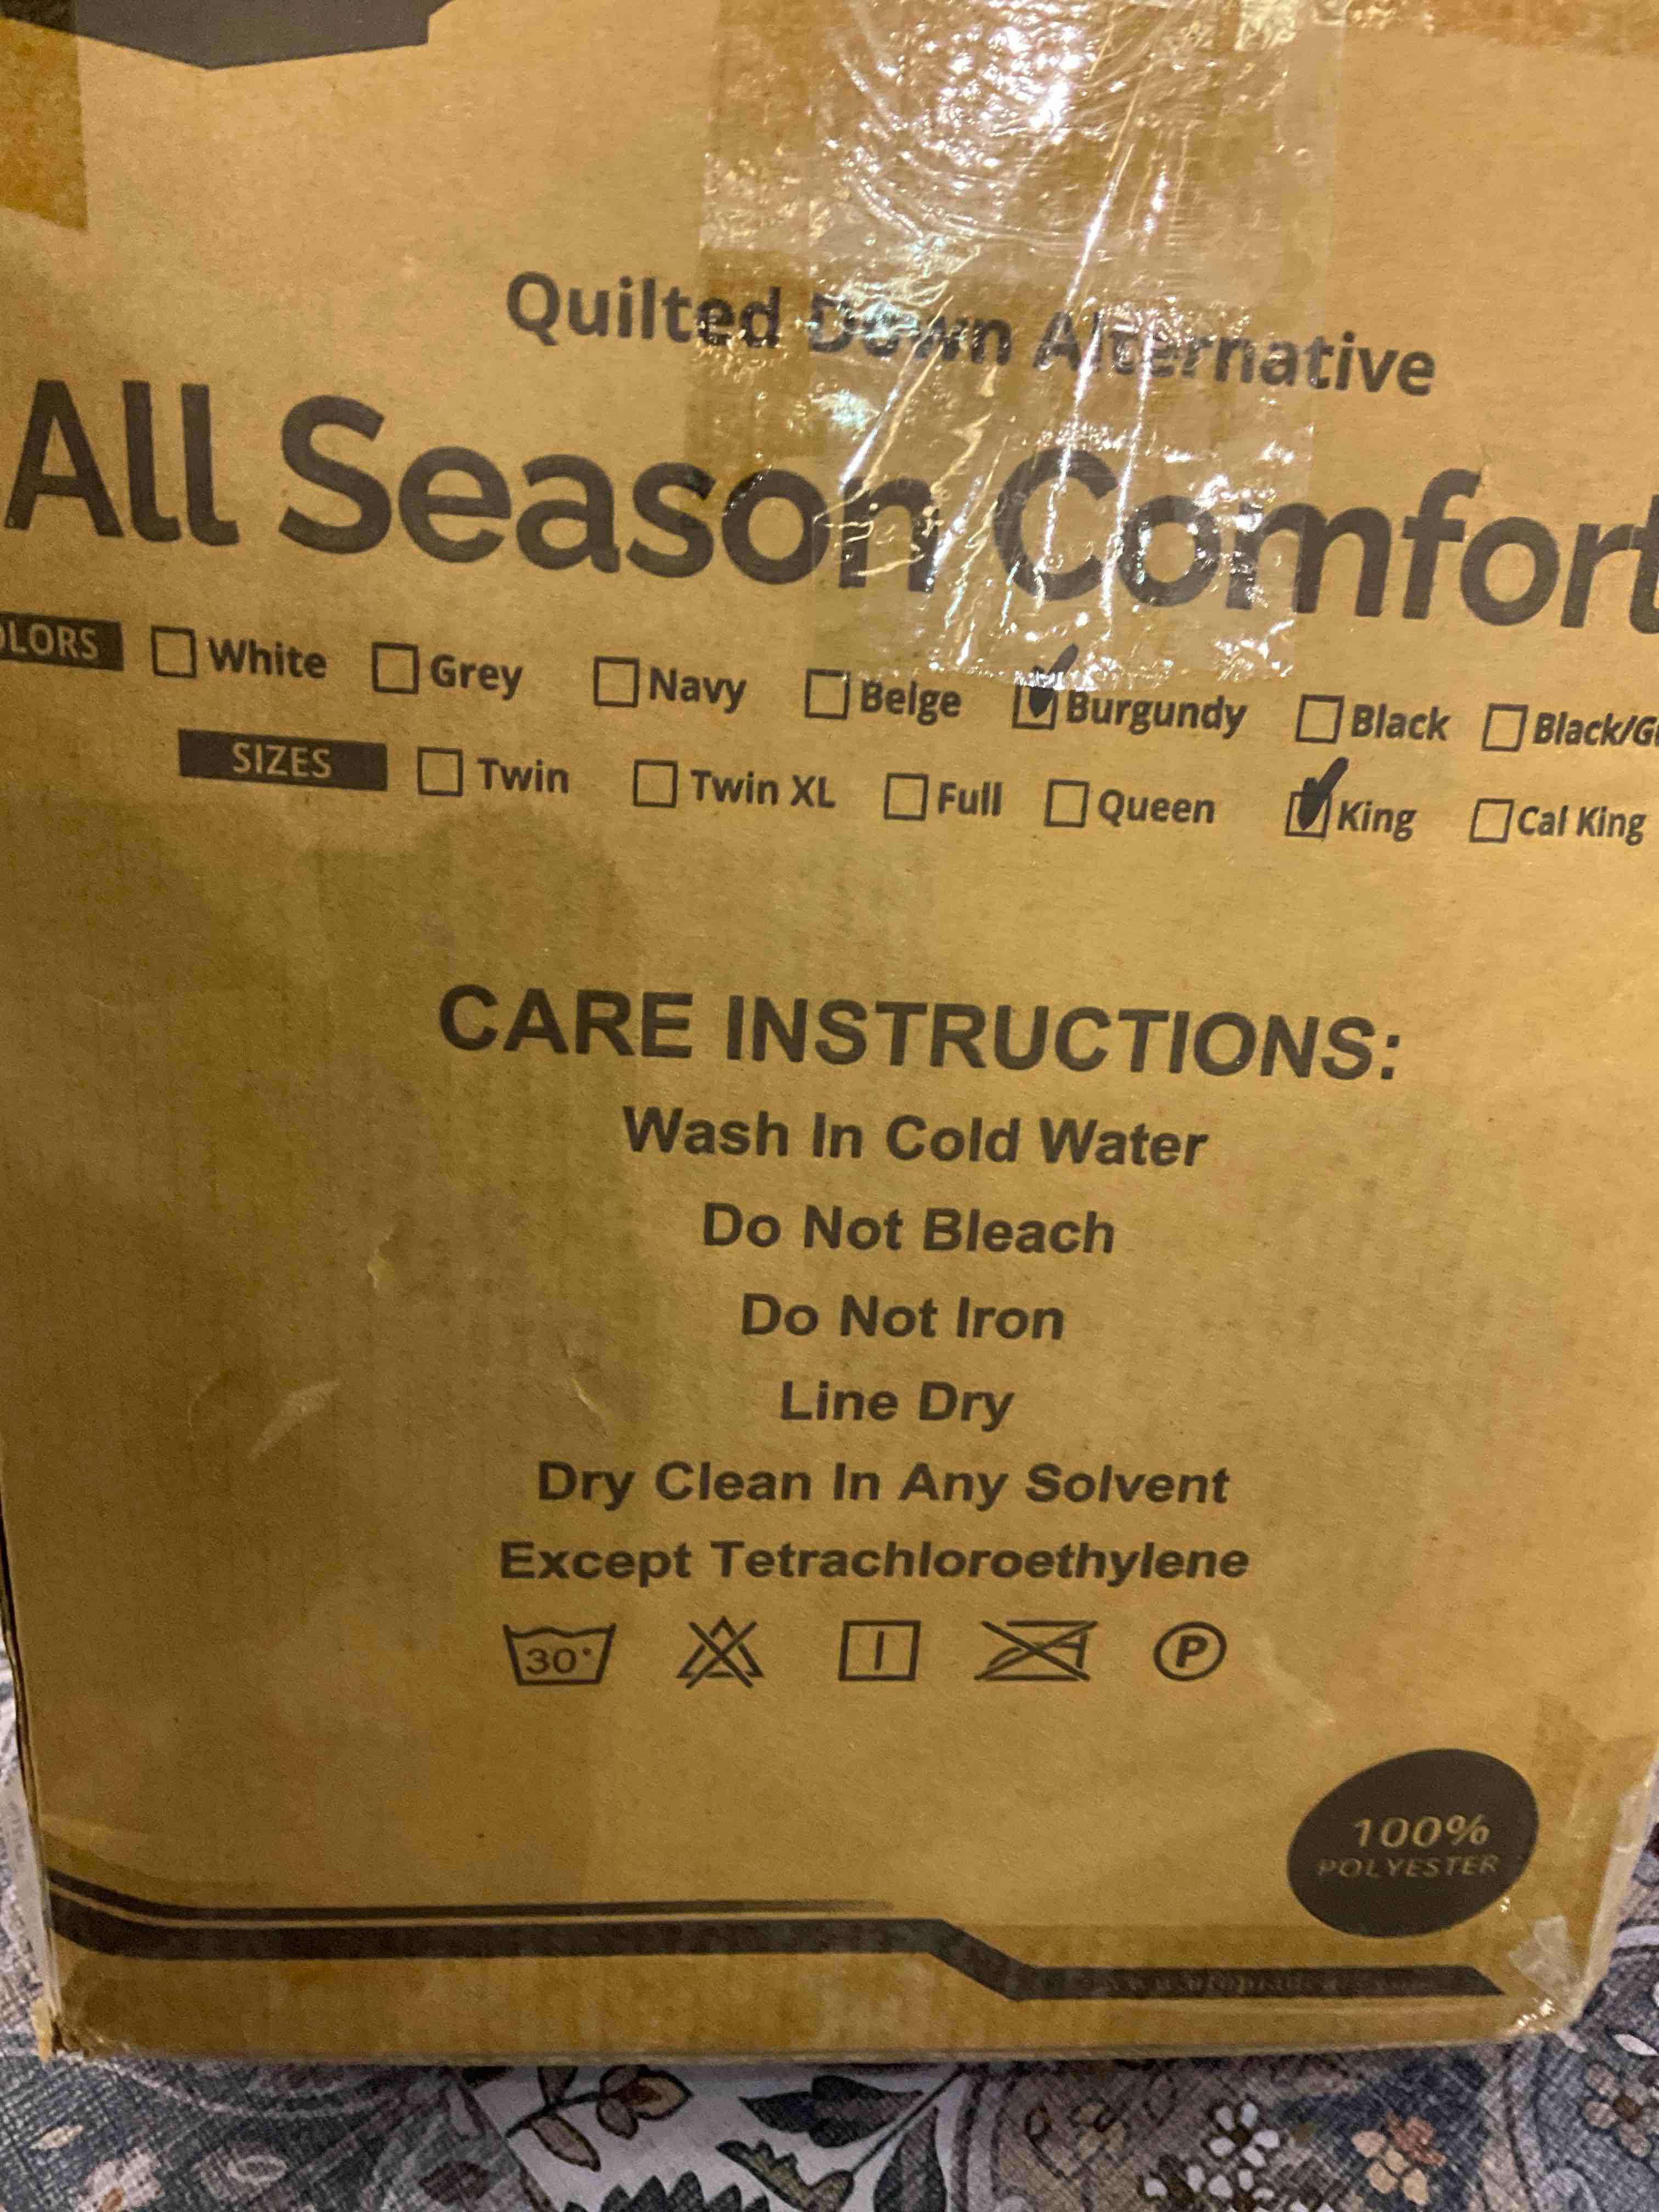 Quilted Down Alternative
All Season Comfort
OLORS White Grey Navy Beige Burgundy Black Black/G
SIZES Twin Twin XL Full Queen King Cal King
CARE INSTRUCTIONS:
Wash In Cold Water
Do Not Bleach
Do Not Iron
Line Dry
Dry Clean In Any Solvent
Except Tetrachloroethylene
30° P
100%
POLYESTER